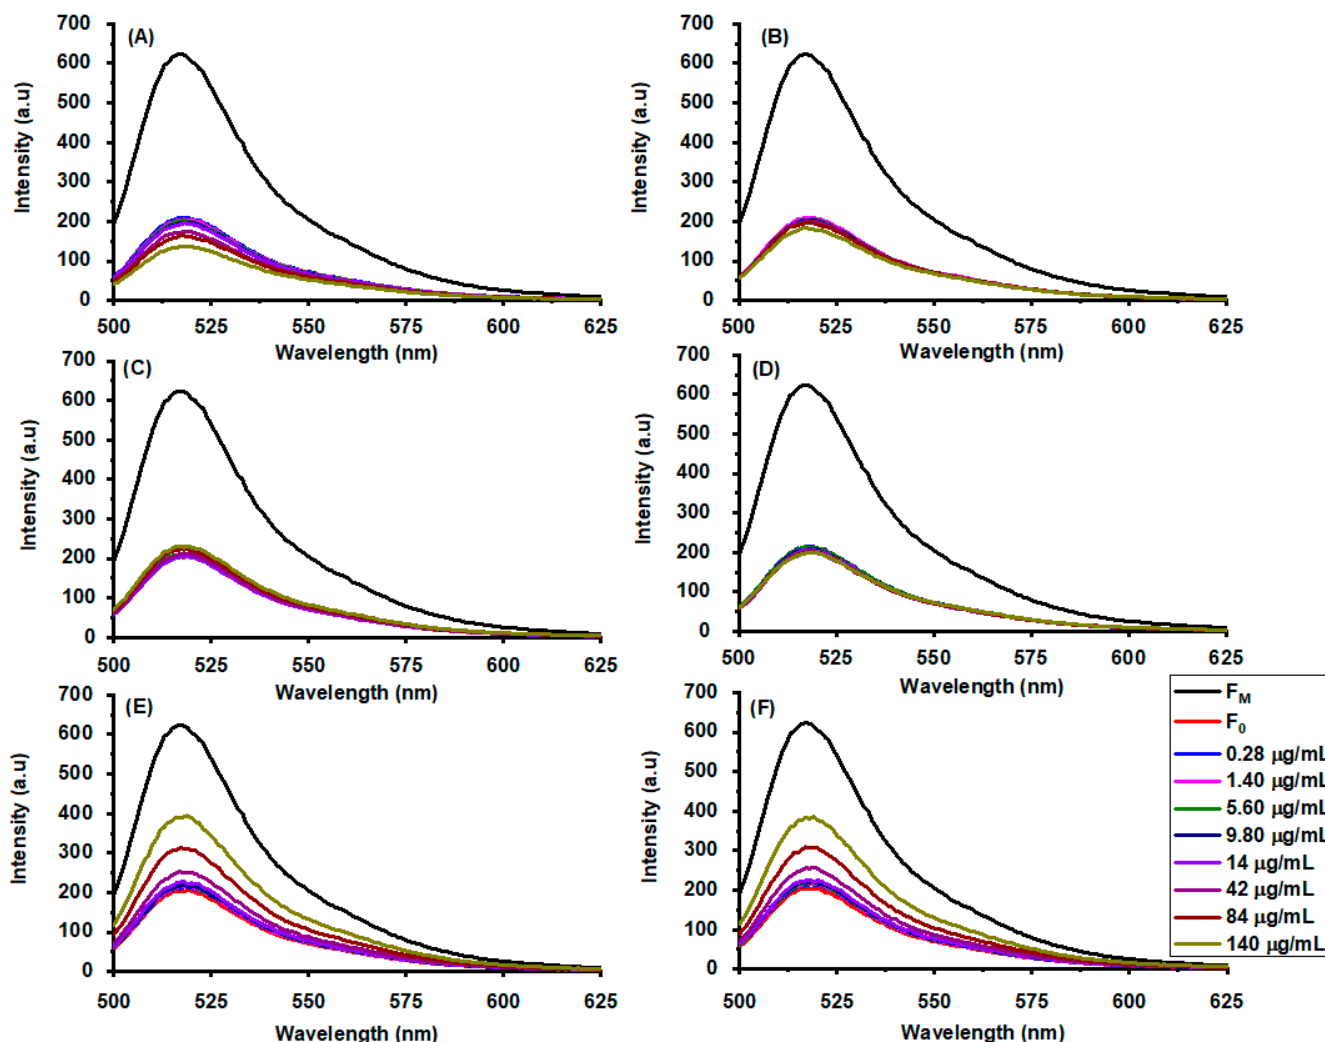 (A)
Intensity (a.u)
700
600
500
400
300
200
100
0
500 525 550 575 600 625
Wavelength (nm)
(B)
Intensity (a.u)
700
600
500
400
300
200
100
0
500 525 550 575 600 625
Wavelength (nm)
(C)
Intensity (a.u)
700
600
500
400
300
200
100
0
500 525 550 575 600 625
Wavelength (nm)
(D)
Intensity (a.u)
700
600
500
400
300
200
100
0
500 525 550 575 600 625
Wavelength (nm)
(E)
Intensity (a.u)
700
600
500
400
300
200
100
0
500 525 550 575 600 625
Wavelength (nm)
(F)
Intensity (a.u)
700
600
500
400
300
200
100
0
500 525 550 575 600 625
Wavelength (nm)
F_M
F_0
0.28 μg/mL
1.40 μg/mL
5.60 μg/mL
9.80 μg/mL
14 μg/mL
42 μg/mL
84 μg/mL
140 μg/mL